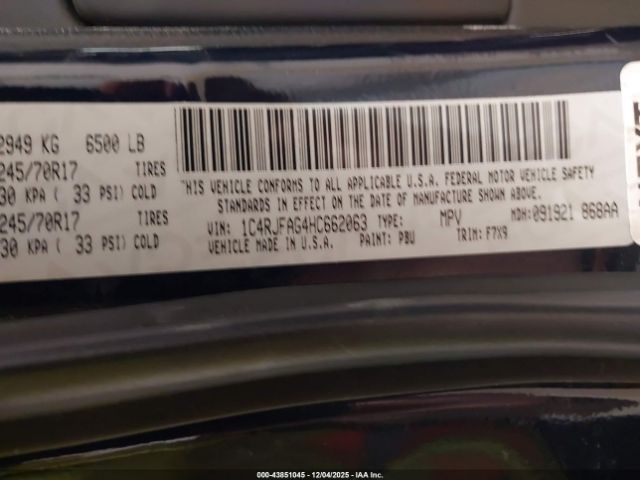 2949 KG 6500 LB
245/70R17 TIRES
30 KPA ( 33 PSI) COLD
245/70R17 TIRES
30 KPA ( 33 PSI) COLD
THIS VEHICLE CONFORMS TO ALL APPLICABLE U.S.A. FEDERAL MOTOR VEHICLE SAFETY
STANDARDS IN EFFECT ON THE DATE OF MANUFACTURE SHOWN ABOVE.
VIN: 1C4RJFAG4HC662063 TYPE: MPV MDH:091921 868AA
VEHICLE MADE IN U.S.A. PAINT: PBU TRIM: F7X9
000-43851045 - 12/04/2025 - IAA Inc.